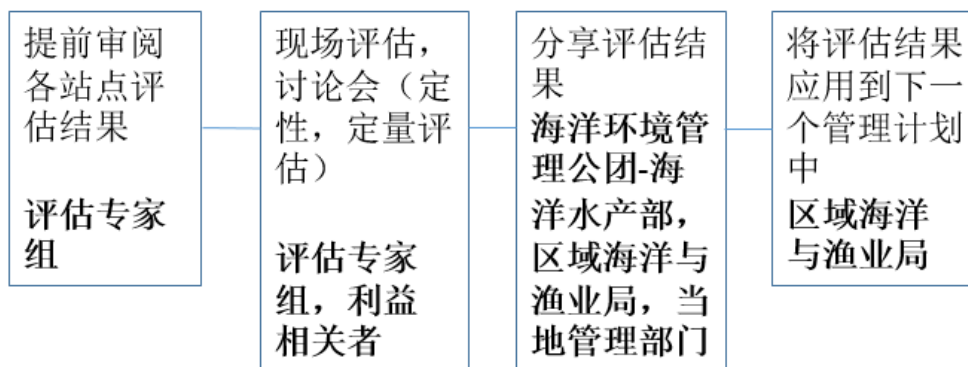 提前审阅
各站点评
估结果
评估专家
组
现场评估，
讨论会（定
性，定量评
估）
评估专家
组，利益
相关者
分享评估结
果
海洋环境管
理公团-海
洋水产部，
区域海洋与
渔业局，当
地管理部门
将评估结果
应用到下一
个管理计划
中
区域海洋
与渔业局